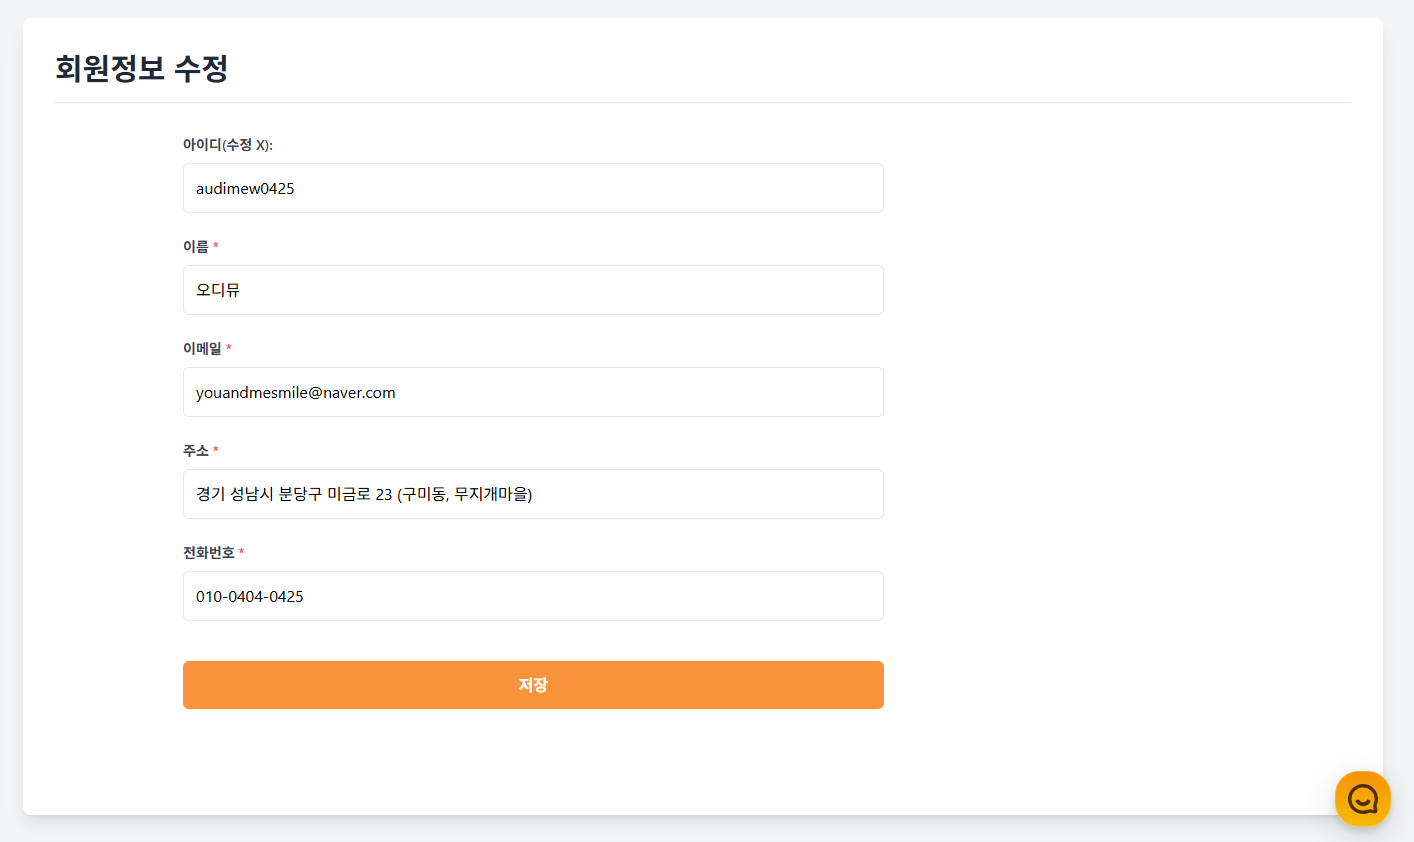 회원정보 수정
아이디(수정 X):
audimew0425
이름 *
오디뮤
이메일 *
youandmesmile@naver.com
주소 *
경기 성남시 분당구 미금로 23 (구미동, 무지개마을)
전화번호 *
010-0404-0425
저장